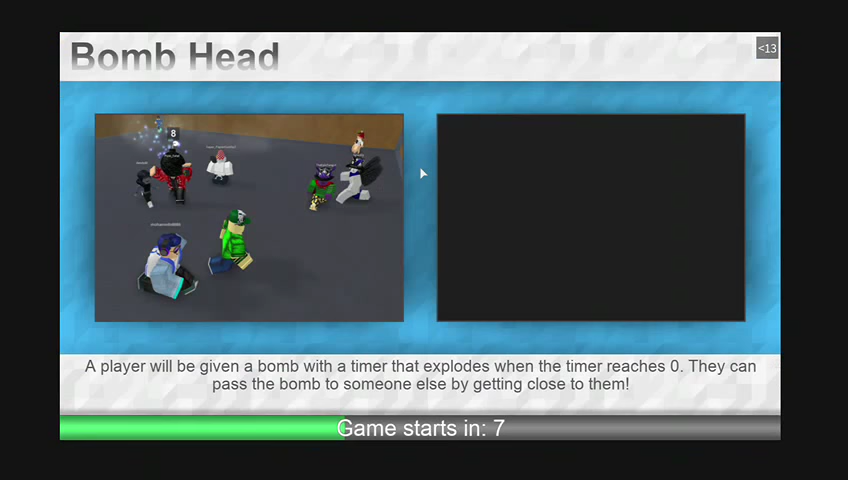 Bomb Head
<13
8
A player will be given a bomb with a timer that explodes when the timer reaches 0. They can
pass the bomb to someone else by getting close to them!
Game starts in: 7